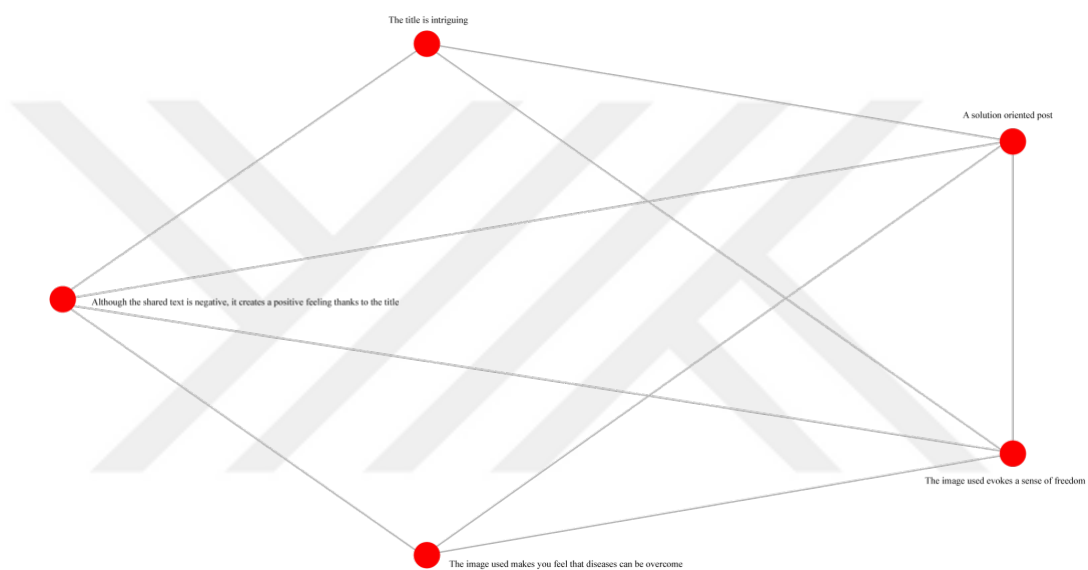 The title is intriguing
A solution oriented post
Although the shared text is negative, it creates a positive feeling thanks to the title
The image used evokes a sense of freedom
The image used makes you feel that diseases can be overcome